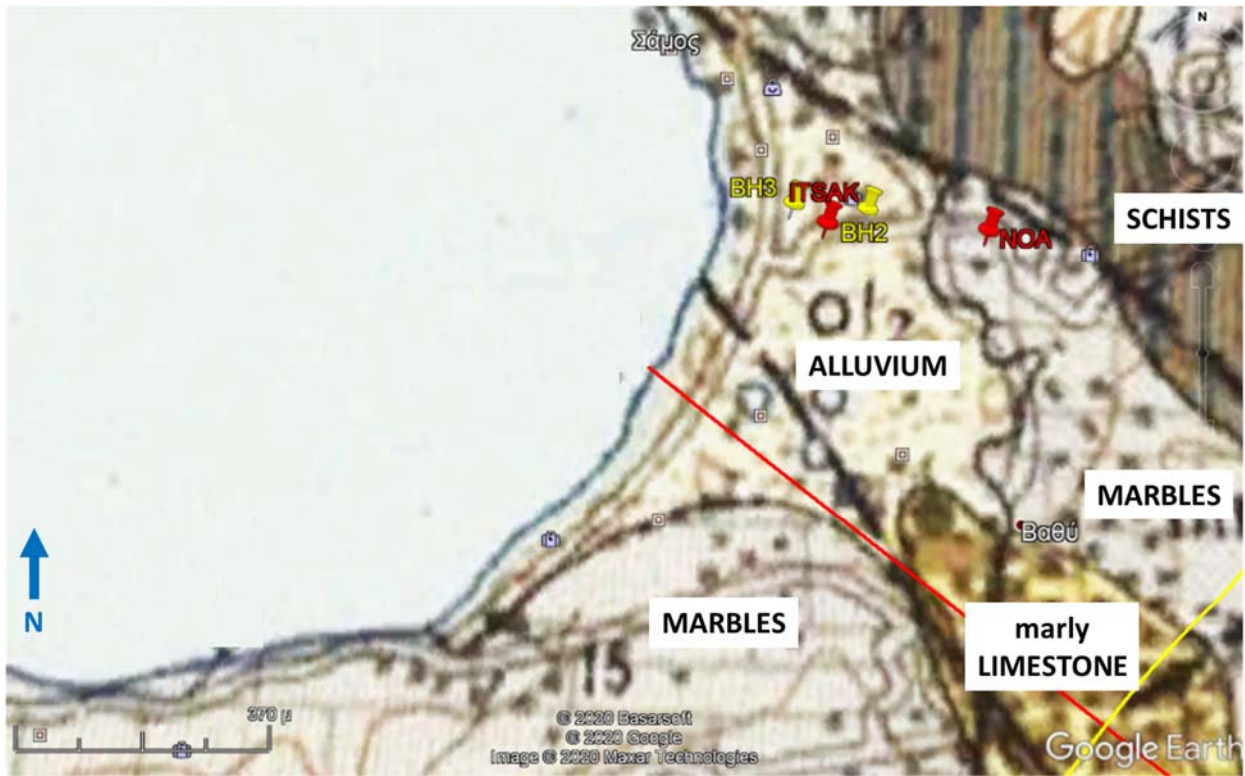 N
Σάμος
BH3
ITSAK
BH2
NOA
SCHISTS
ALLUVIUM
MARBLES
Βαθύ
N
MARBLES
marly
LIMESTONE
15
370 μ
© 2020 Basarsoft
© 2020 Google
Image © 2020 Maxar Technologies
Google Earth